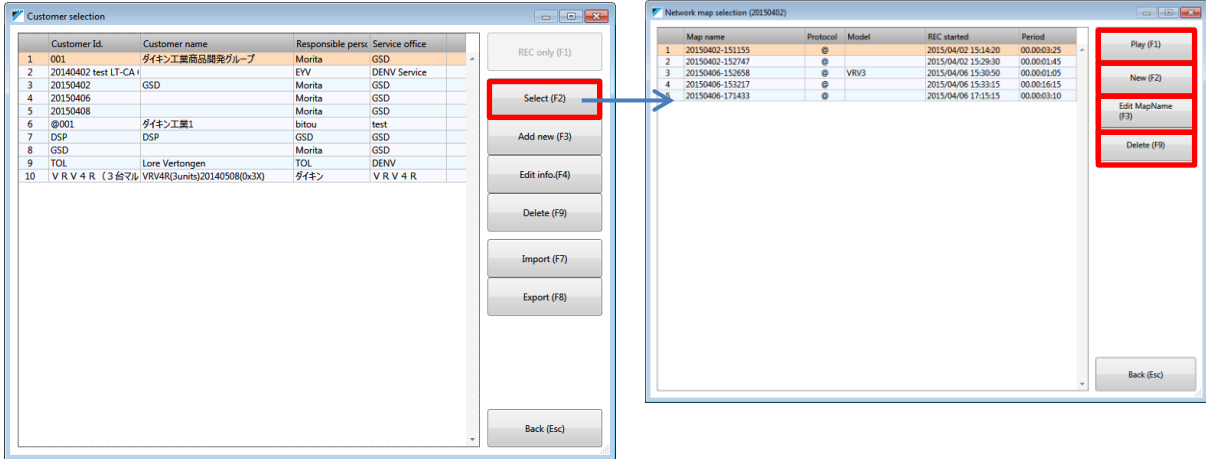 Customer selection
Customer Id. Customer name Responsible persc Service office
1 001 ダイキン工業商品開発グループ Morita GSD
2 20140402 test LT-CA ( EYV DENV Service
3 20150402 GSD Morita GSD
4 20150406 Morita GSD
5 20150408 Morita GSD
6 @001 ダイキン工業1 bitou test
7 DSP DSP GSD GSD
8 GSD Morita GSD
9 TOL Lore Vertongen TOL DENV
10 ＶＲＶ４Ｒ（３台マル VRV4R(3units)20140508(0x3X) ダイキン ＶＲＶ４Ｒ
REC only (F1)
Select (F2)
Add new (F3)
Edit info.(F4)
Delete (F9)
Import (F7)
Export (F8)
Back (Esc)
Network map selection (20150402)
Map name Protocol Model REC started Period
1 20150402-151155 @ 2015/04/02 15:14:20 00.00:03:25
2 20150402-152747 @ 2015/04/02 15:29:30 00.00:01:45
3 20150406-152658 @ VRV3 2015/04/06 15:30:50 00.00:01:05
4 20150406-153217 @ 2015/04/06 15:33:15 00.00:16:15
20150406-171433 @ 2015/04/06 17:15:15 00.00:03:10
Play (F1)
New (F2)
Edit MapName
(F3)
Delete (F9)
Back (Esc)